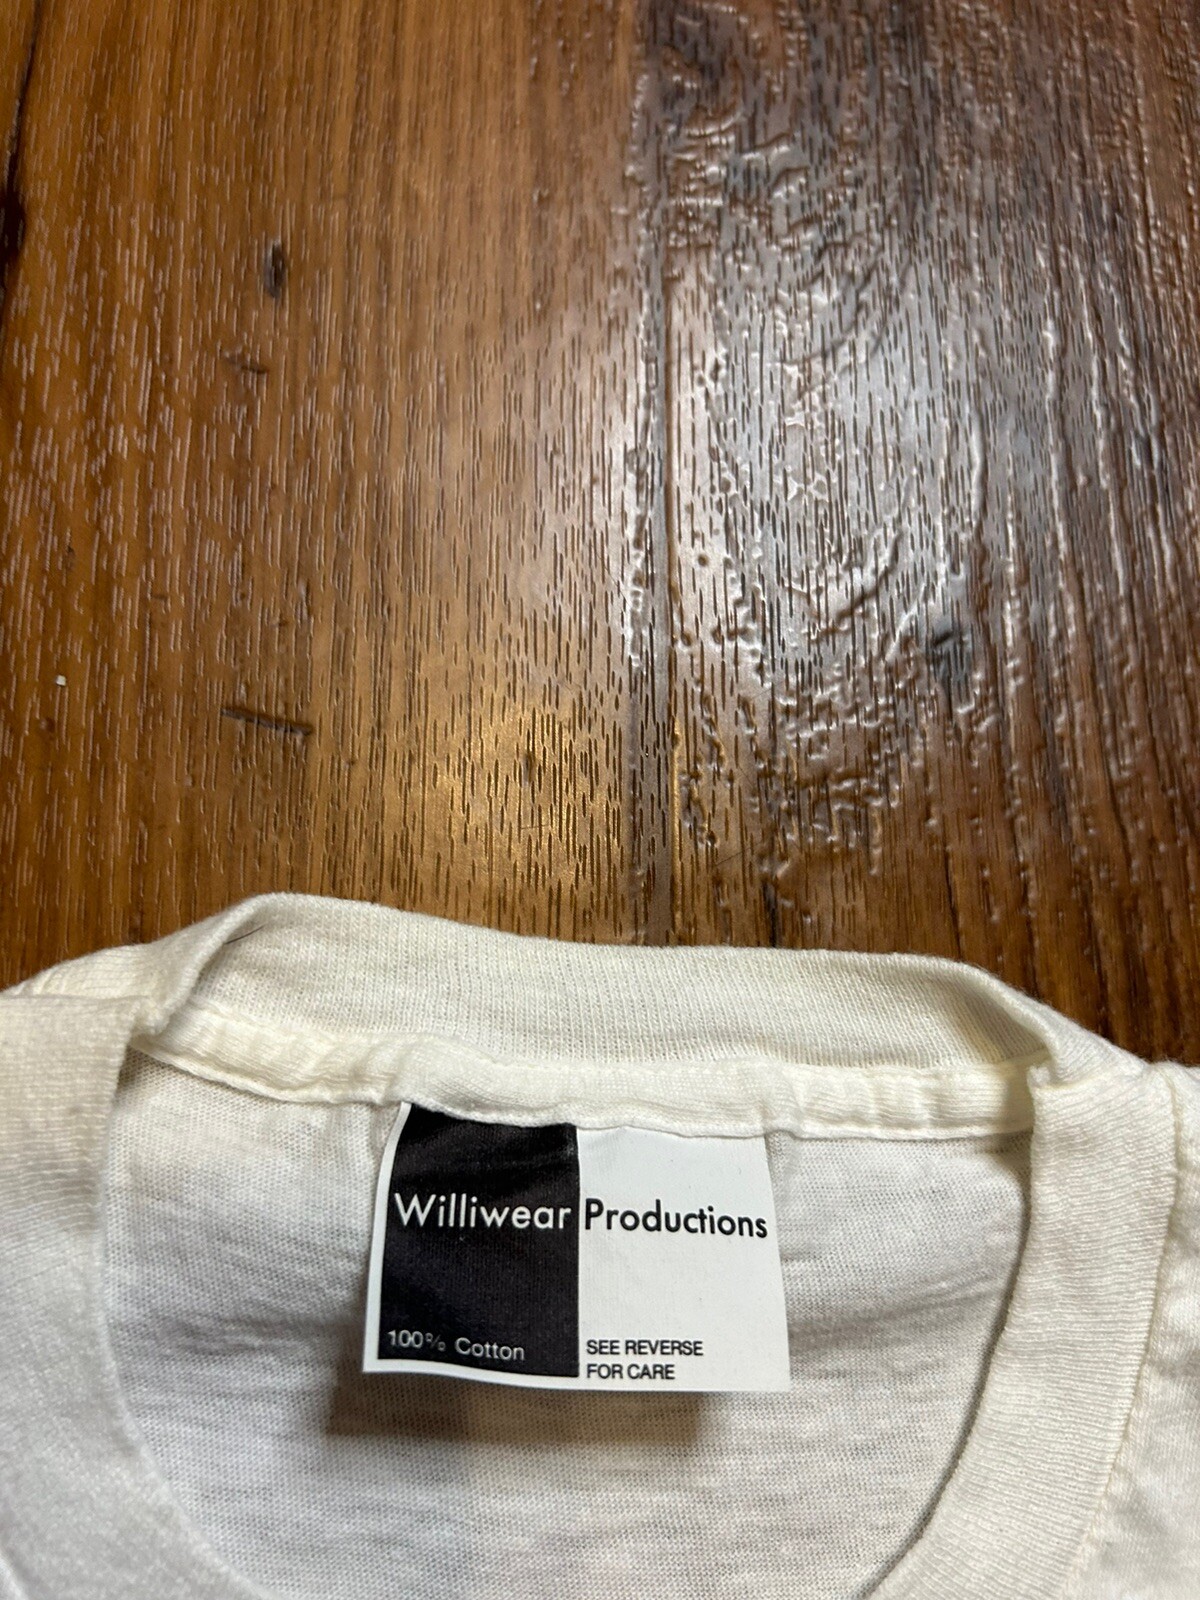 Williwear Productions
100% Cotton
SEE REVERSE
FOR CARE